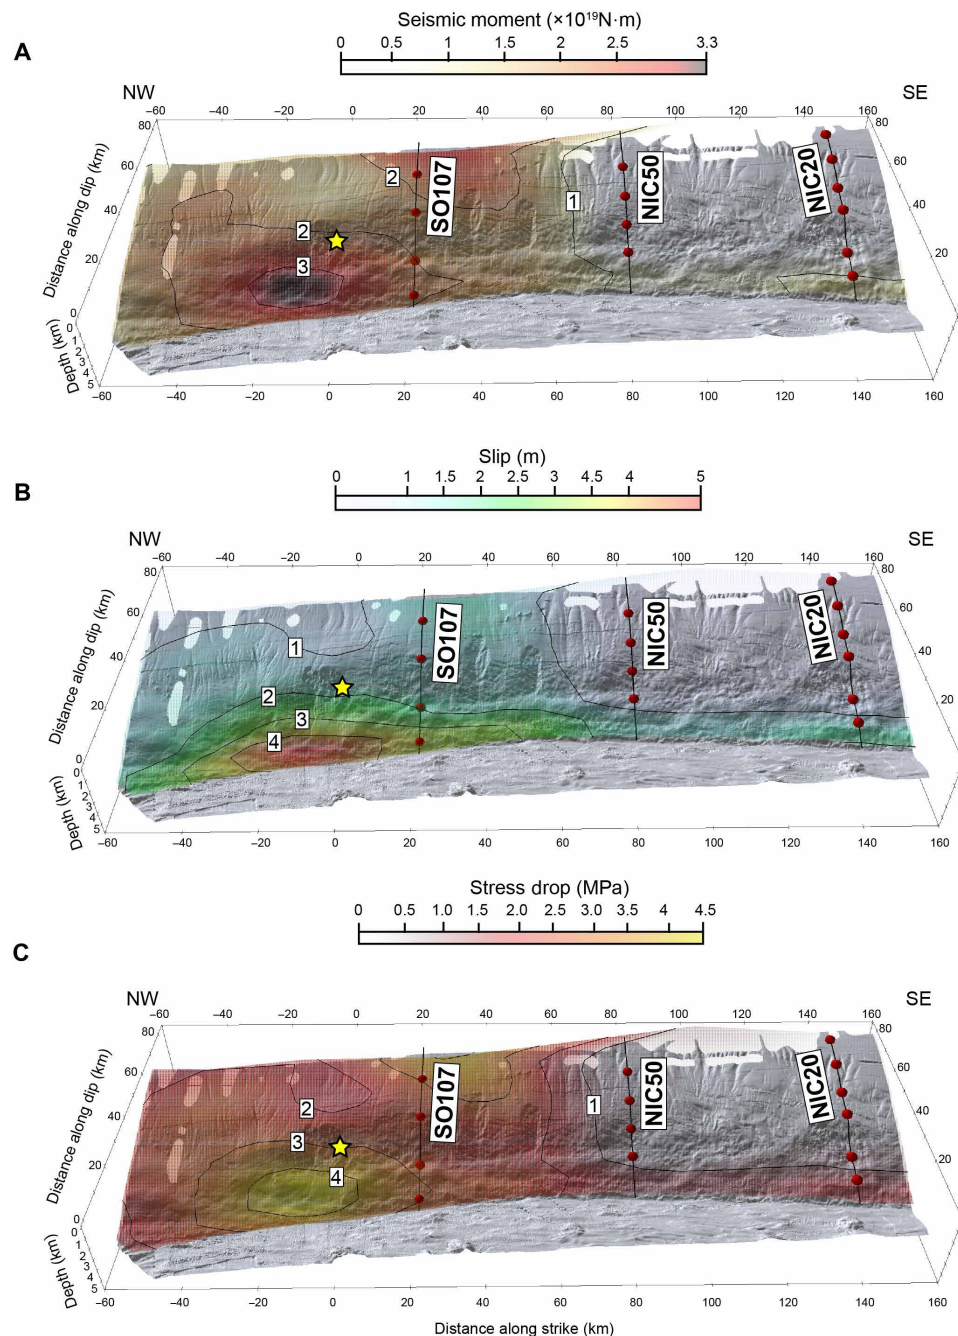 Seismic moment (×10¹⁹N·m)
0 0.5 1 1.5 2 2.5 3.3
A
NW SE
−60 −40 −20 0 20 40 60 80 100 120 140 160
80 60 40 20 0
Distance along dip (km)
80 60 40 20
2 1 2 3
SO107 NIC50 NIC20
Depth (km)
0 1 2 3 4 5
−60 −40 −20 0 20 40 60 80 100 120 140 160
Slip (m)
0 1 1.5 2 2.5 3 3.5 4 5
B
NW SE
−60 −40 −20 0 20 40 60 80 100 120 140 160
80 60 40 20 0
Distance along dip (km)
80 60 40 20
1 2 3 4
SO107 NIC50 NIC20
Depth (km)
0 1 2 3 4 5
−60 −40 −20 0 20 40 60 80 100 120 140 160
Stress drop (MPa)
0 0.5 1.0 1.5 2.0 2.5 3.0 3.5 4 4.5
C
NW SE
−60 −40 −20 0 20 40 60 80 100 120 140 160
80 60 40 20 0
Distance along dip (km)
80 60 40 20
2 1 3 4
SO107 NIC50 NIC20
Depth (km)
0 1 2 3 4 5
−60 −40 −20 0 20 40 60 80 100 120 140 160
Distance along strike (km)